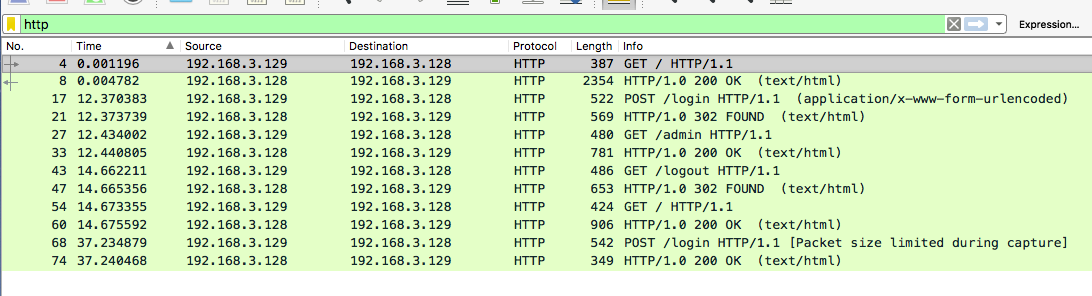 http Expression...
No. Time Source Destination Protocol Length Info
4 0.001196 192.168.3.129 192.168.3.128 HTTP 387 GET / HTTP/1.1
8 0.004782 192.168.3.128 192.168.3.129 HTTP 2354 HTTP/1.0 200 OK (text/html)
17 12.370383 192.168.3.129 192.168.3.128 HTTP 522 POST /login HTTP/1.1 (application/x-www-form-urlencoded)
21 12.373739 192.168.3.128 192.168.3.129 HTTP 569 HTTP/1.0 302 FOUND (text/html)
27 12.434002 192.168.3.129 192.168.3.128 HTTP 480 GET /admin HTTP/1.1
33 12.440805 192.168.3.128 192.168.3.129 HTTP 781 HTTP/1.0 200 OK (text/html)
43 14.662211 192.168.3.129 192.168.3.128 HTTP 486 GET /logout HTTP/1.1
47 14.665356 192.168.3.128 192.168.3.129 HTTP 653 HTTP/1.0 302 FOUND (text/html)
54 14.673355 192.168.3.129 192.168.3.128 HTTP 424 GET / HTTP/1.1
60 14.675592 192.168.3.128 192.168.3.129 HTTP 906 HTTP/1.0 200 OK (text/html)
68 37.234879 192.168.3.129 192.168.3.128 HTTP 542 POST /login HTTP/1.1 [Packet size limited during capture]
74 37.240468 192.168.3.128 192.168.3.129 HTTP 349 HTTP/1.0 200 OK (text/html)